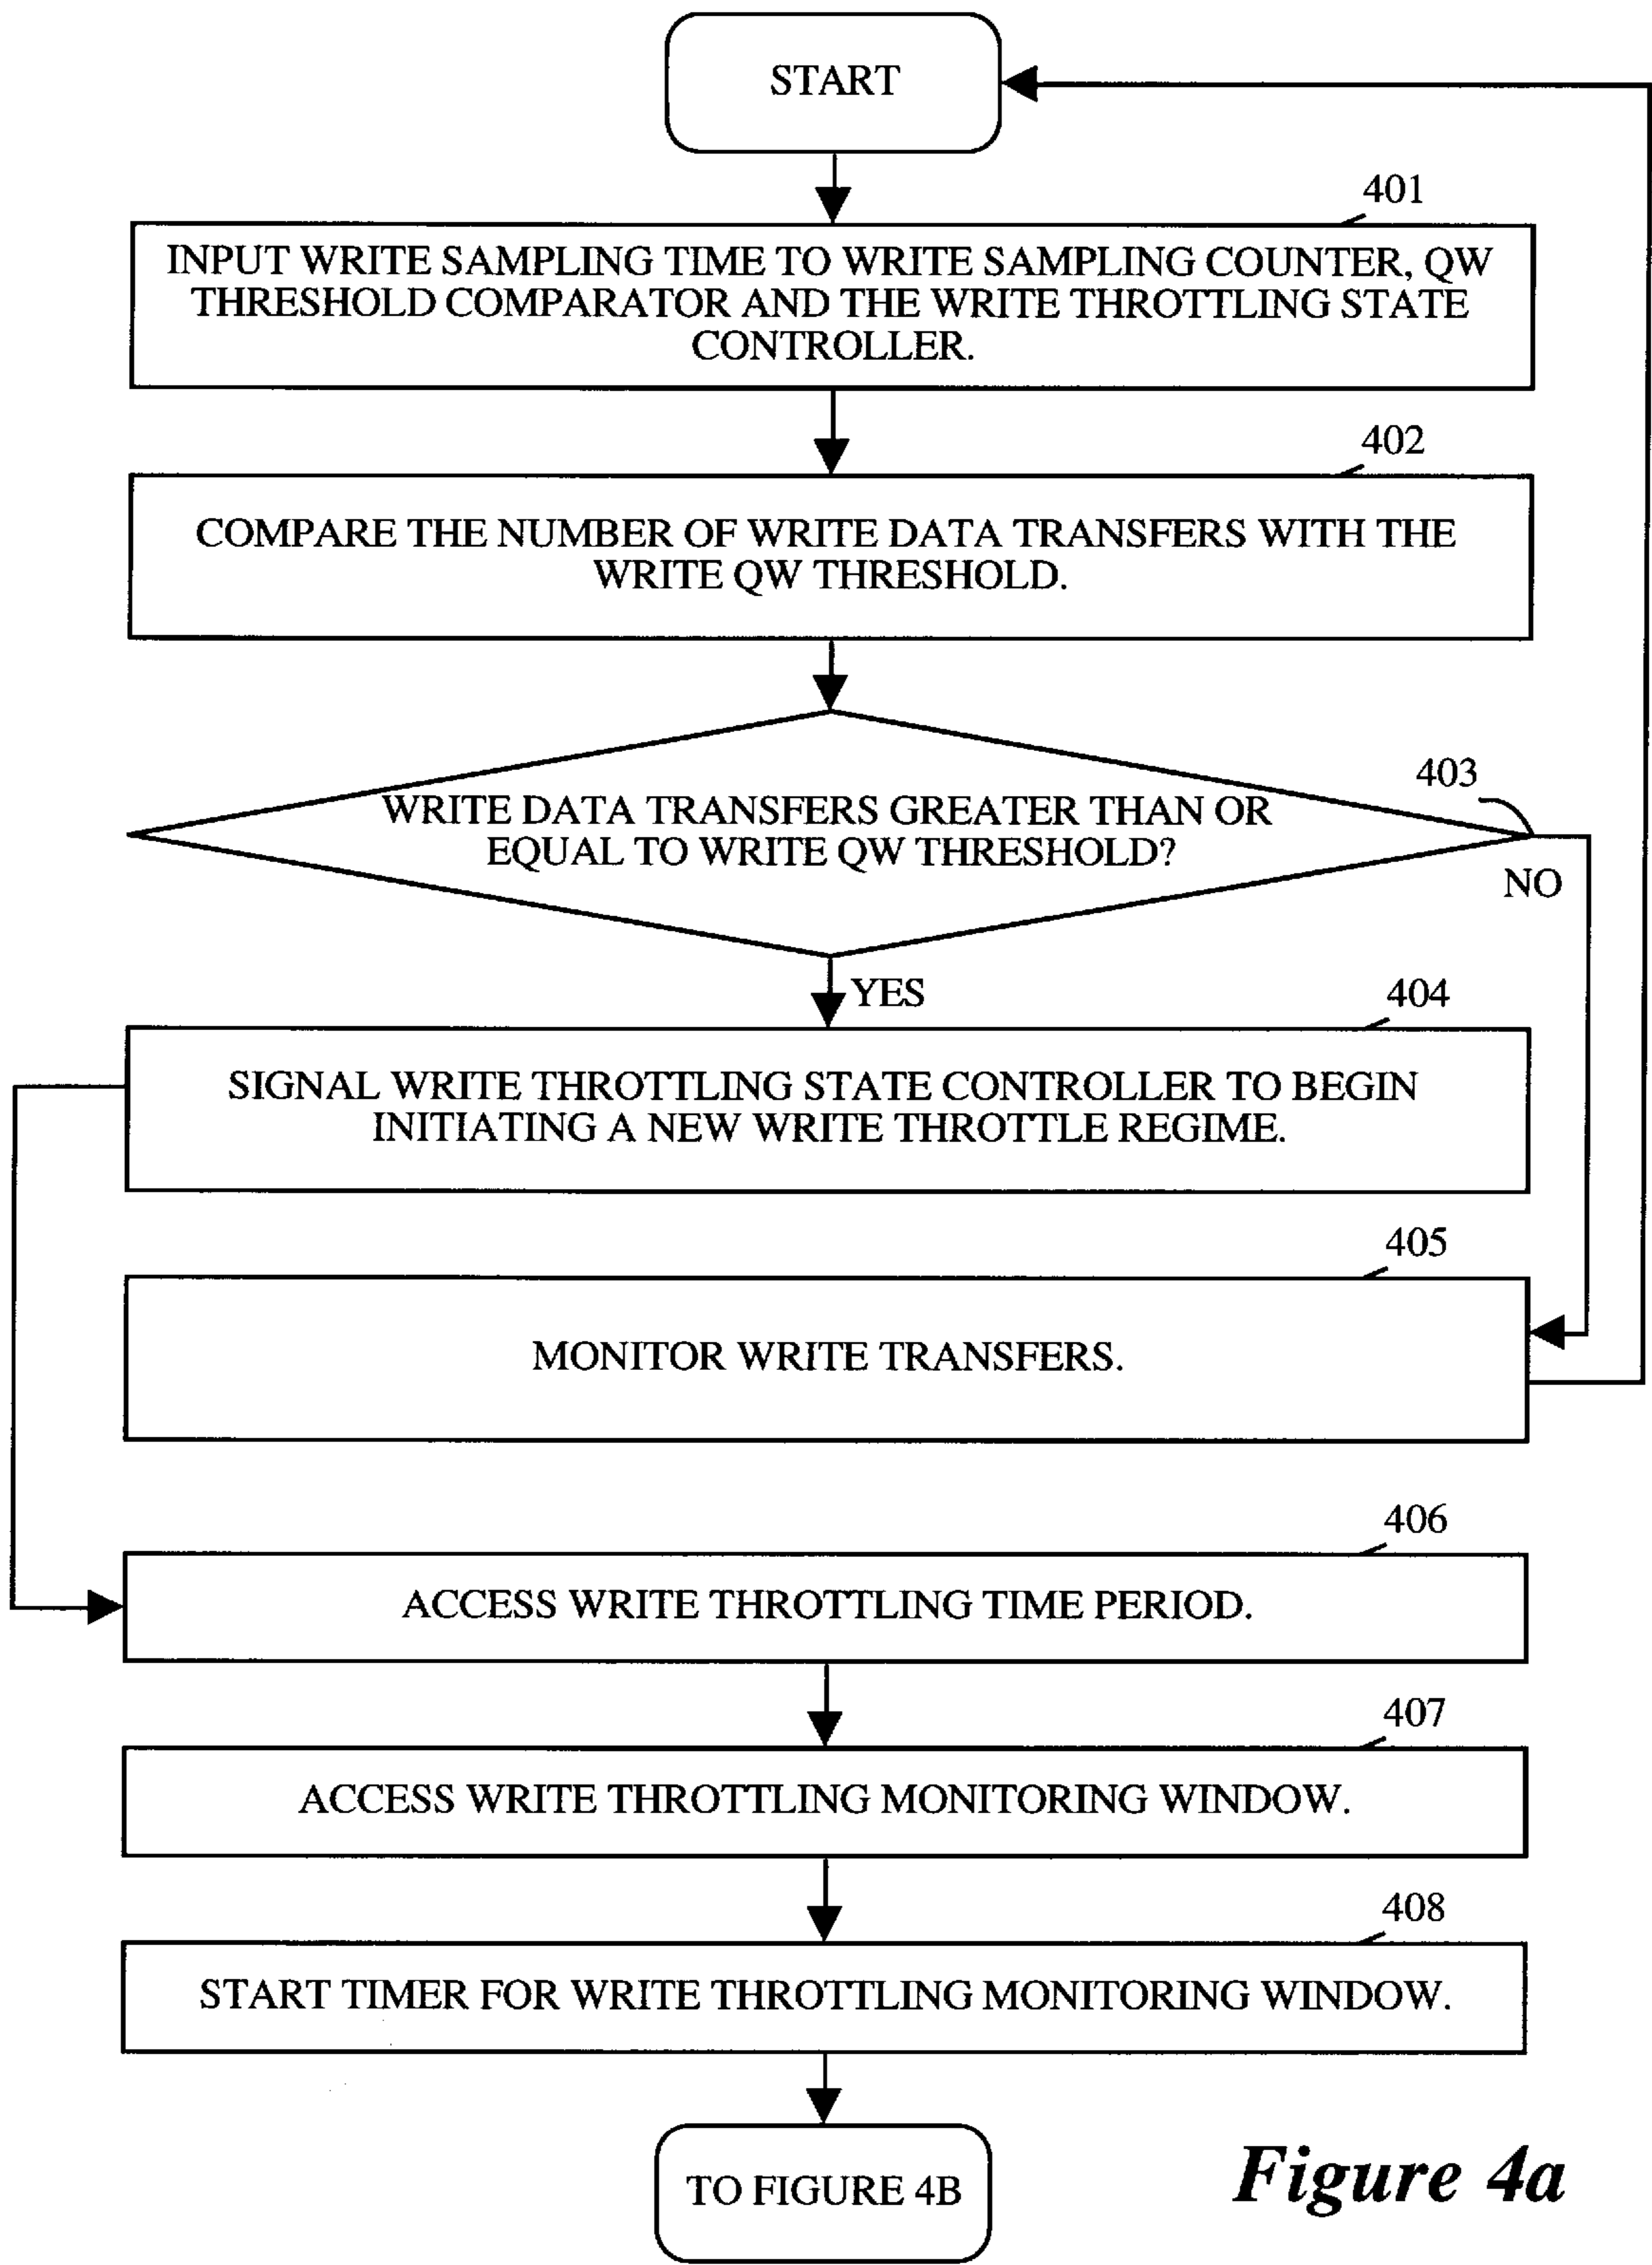 START
401
INPUT WRITE SAMPLING TIME TO WRITE SAMPLING COUNTER, QW
THRESHOLD COMPARATOR AND THE WRITE THROTTLING STATE
CONTROLLER.
402
COMPARE THE NUMBER OF WRITE DATA TRANSFERS WITH THE
WRITE QW THRESHOLD.
403
WRITE DATA TRANSFERS GREATER THAN OR
EQUAL TO WRITE QW THRESHOLD?
NO
YES
404
SIGNAL WRITE THROTTLING STATE CONTROLLER TO BEGIN
INITIATING A NEW WRITE THROTTLE REGIME.
405
MONITOR WRITE TRANSFERS.
406
ACCESS WRITE THROTTLING TIME PERIOD.
407
ACCESS WRITE THROTTLING MONITORING WINDOW.
408
START TIMER FOR WRITE THROTTLING MONITORING WINDOW.
TO FIGURE 4B
Figure 4a